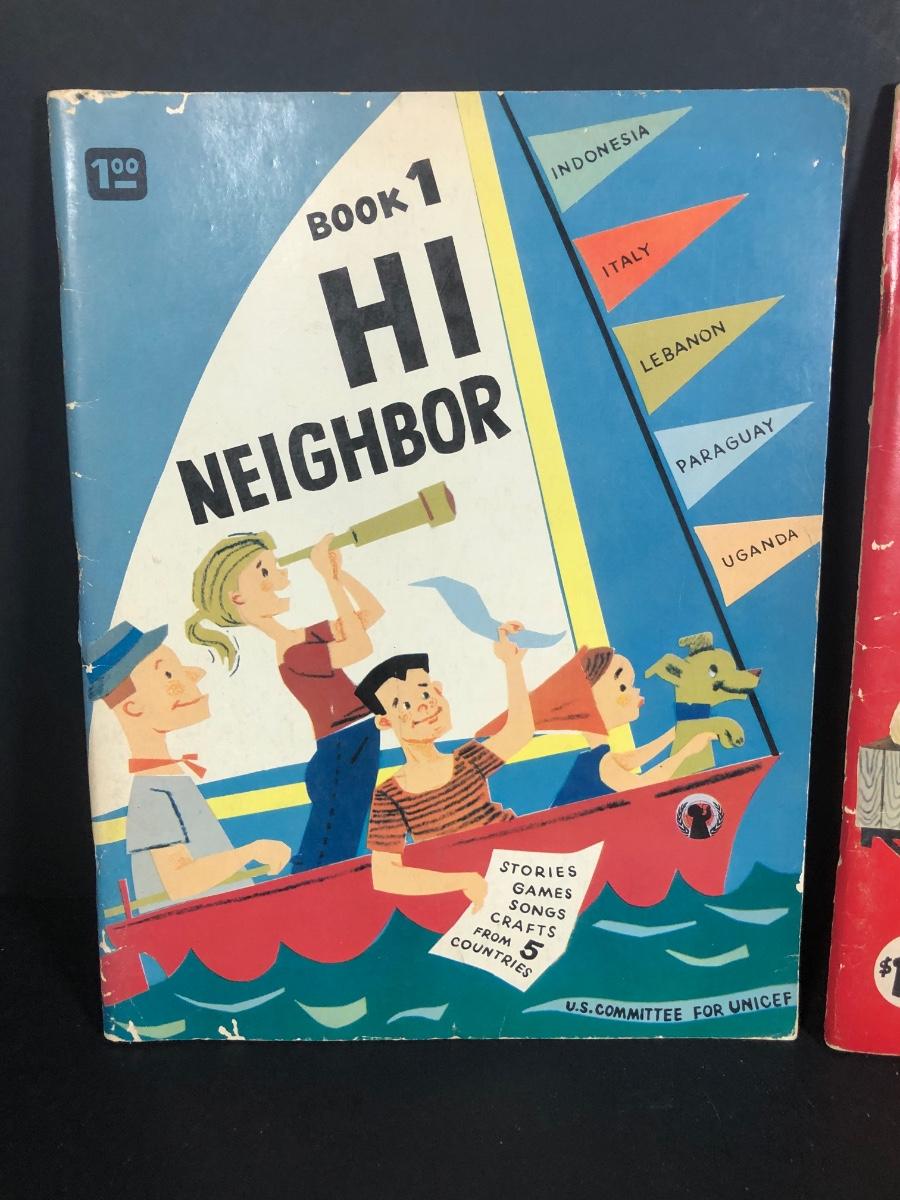 1⁰⁰
BOOK 1
HI
NEIGHBOR
INDONESIA
ITALY
LEBANON
PARAGUAY
UGANDA
STORIES
GAMES
SONGS
CRAFTS
FROM 5
COUNTRIES
U.S. COMMITTEE FOR UNICEF
$1